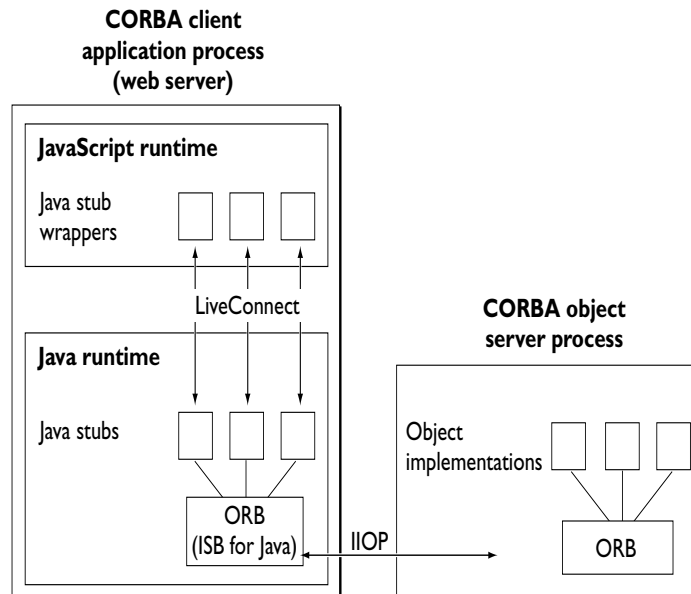 CORBA client
application process
(web server)
JavaScript runtime
Java stub
wrappers
LiveConnect
Java runtime
Java stubs
ORB
(ISB for Java)
IIOP
CORBA object
server process
Object
implementations
ORB